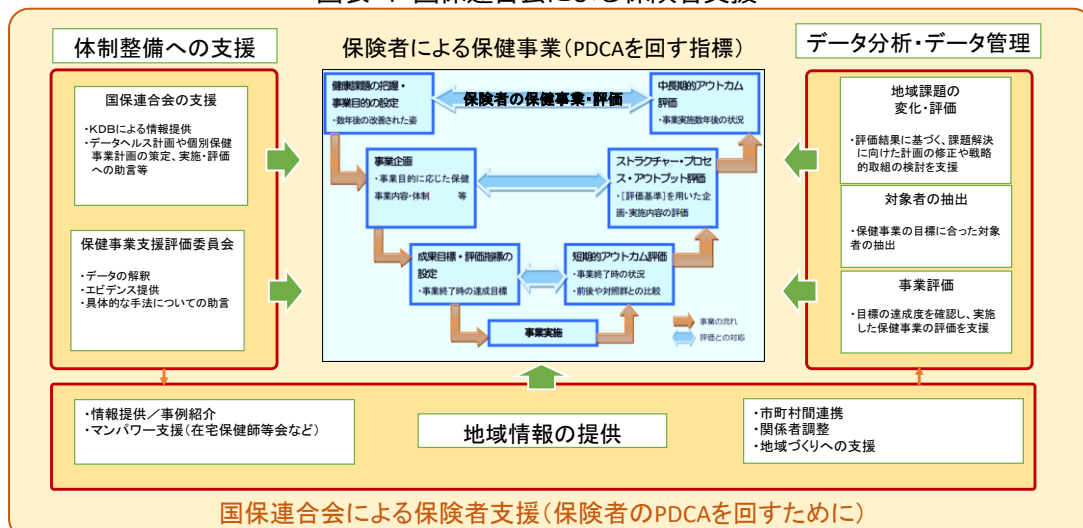 体制整備への支援
国保連合会の支援
・KDBによる情報提供
・データヘルス計画や個別保健
事業計画の策定、実施・評価
への助言等
保健事業支援評価委員会
・データの解釈
・エビデンス提供
・具体的な手法についての助言
保険者による保健事業(PDCAを回す指標)
保険者の保健事業・評価
健康課題の把握・
事業目的の設定
・数年後の改善された姿
中長期的アウトカム
評価
・事業実施数年後の状況
事業企画
・事業目的に応じた保健
事業内容・体制 等
ストラクチャー・プロセ
ス・アウトプット評価
・[評価基準]を用いた企
画・実施内容の評価
成果目標・評価指標の
設定
・事業終了時の達成目標
短期的アウトカム評価
・事業終了時の状況
・前後や対照群との比較
事業実施
事業の流れ
評価との対応
データ分析・データ管理
地域課題の
変化・評価
・評価結果に基づく、課題解決
に向けた計画の修正や戦略
的取組の検討を支援
対象者の抽出
・保健事業の目標に合った対象
者の抽出
事業評価
・目標の達成度を確認し、実施
した保健事業の評価を支援
・情報提供／事例紹介
・マンパワー支援(在宅保健師等会など)
地域情報の提供
・市町村間連携
・関係者調整
・地域づくりへの支援
国保連合会による保険者支援(保険者のPDCAを回すために)